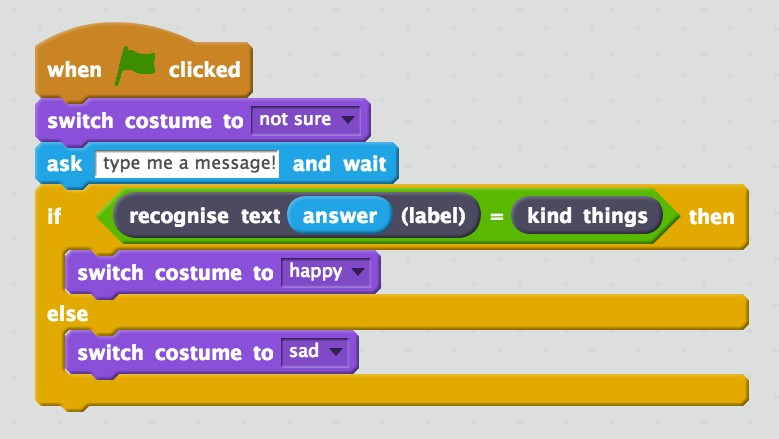 when clicked
switch costume to not sure
ask type me a message! and wait
if recognise text answer (label) = kind things then
switch costume to happy
else
switch costume to sad